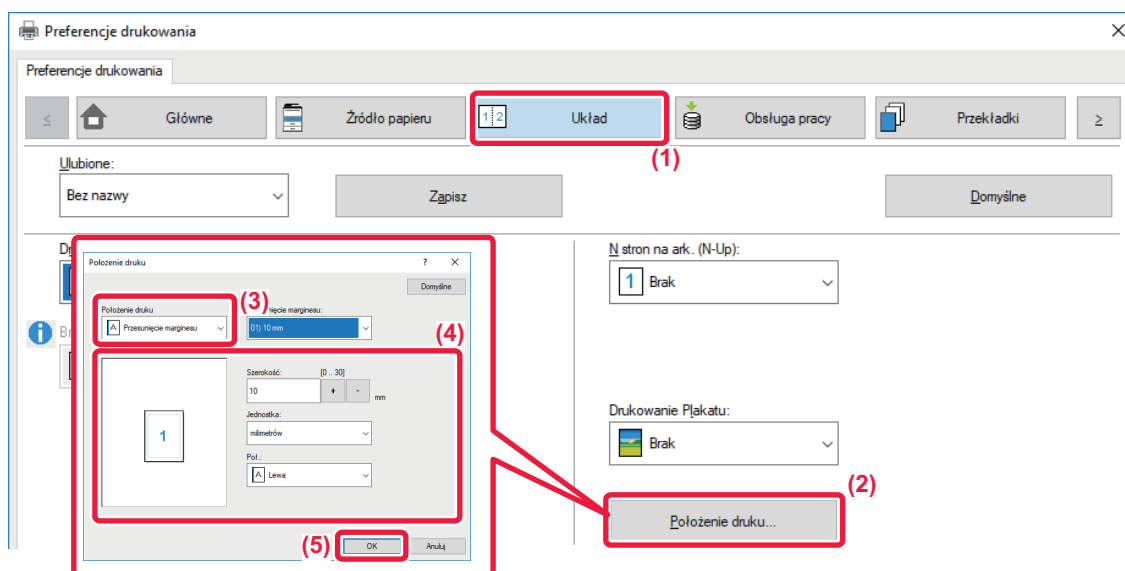 Preferencje drukowania
Preferencje drukowania
≤ Główne Źródło papieru 1 2 Układ Obsługa pracy Przekładki ≥
(1)
Ulubione:
Bez nazwy Zapisz Domyślne
N stron na ark. (N-Up):
1 Brak
Położenie druku ? ×
Domyślne
Położenie druku
(3)
A Przesunięcie marginesu
marginesu:
01) 10 mm
(4)
Szerokość: [0 .. 30]
10 + - mm
Jednostka:
milimetrów
1
Poł.:
A Lewa
(5)
OK Anuluj
Drukowanie Plakatu:
Brak
(2)
Położenie druku...